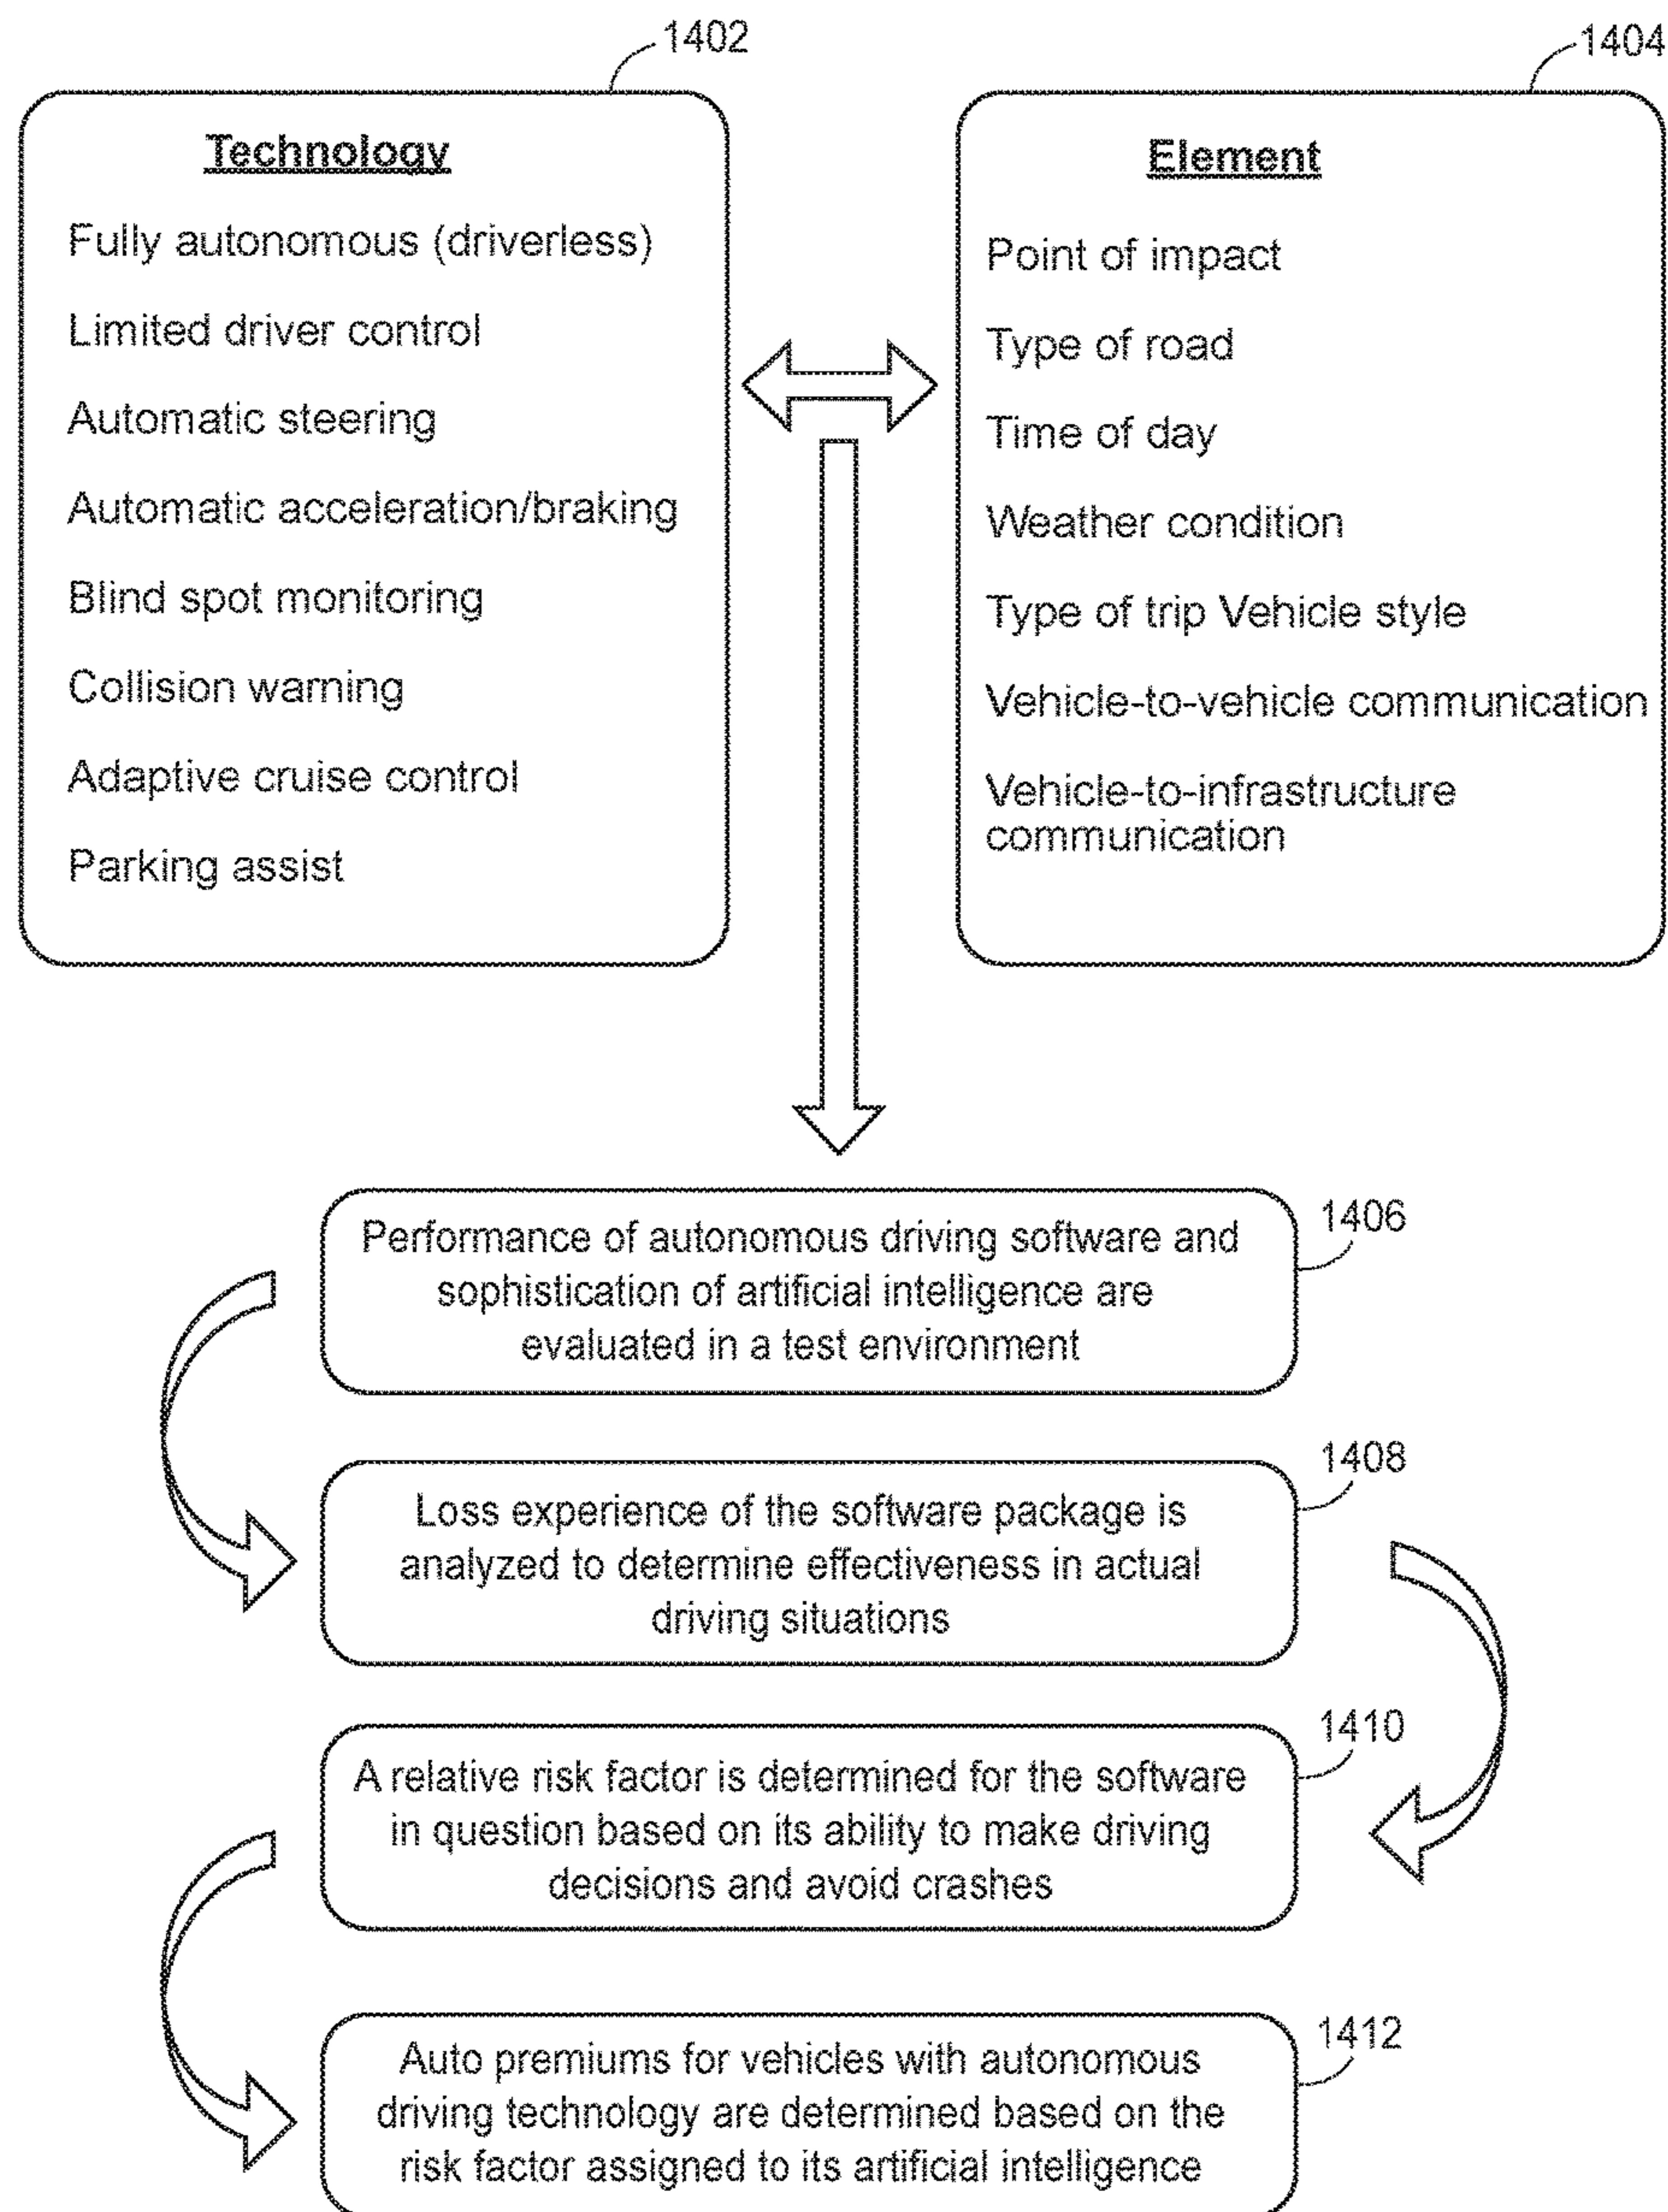 1402
Technology
Fully autonomous (driverless)
Limited driver control
Automatic steering
Automatic acceleration/braking
Blind spot monitoring
Collision warning
Adaptive cruise control
Parking assist
1404
Element
Point of impact
Type of road
Time of day
Weather condition
Type of trip Vehicle style
Vehicle-to-vehicle communication
Vehicle-to-infrastructure
communication
1406
Performance of autonomous driving software and
sophistication of artificial intelligence are
evaluated in a test environment
1408
Loss experience of the software package is
analyzed to determine effectiveness in actual
driving situations
1410
A relative risk factor is determined for the software
in question based on its ability to make driving
decisions and avoid crashes
1412
Auto premiums for vehicles with autonomous
driving technology are determined based on the
risk factor assigned to its artificial intelligence